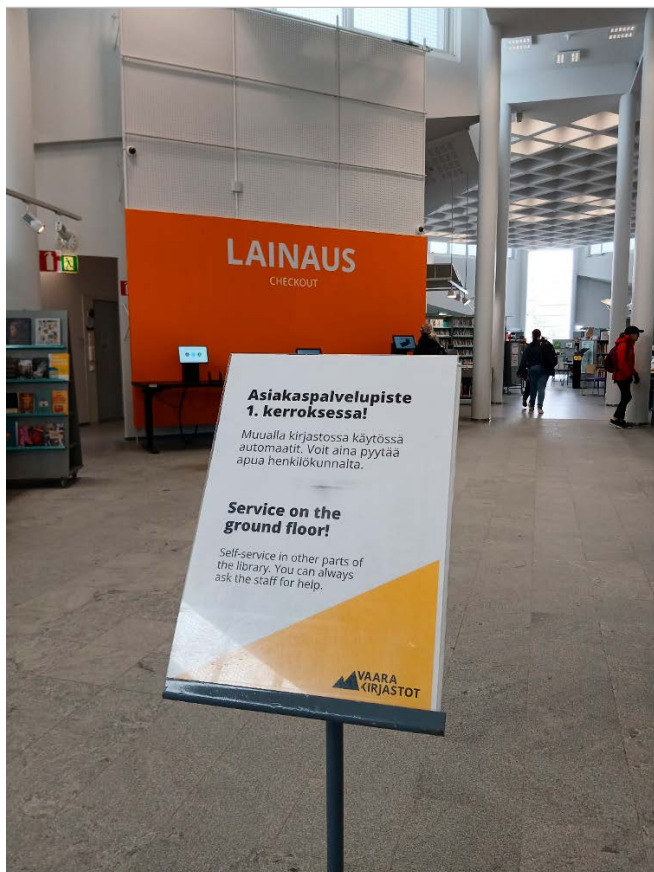 LAINAUS
CHECKOUT
Asiakaspalvelupiste
1. kerroksessa!
Muualla kirjastossa käytössä
automaatit. Voit aina pyytää
apua henkilökunnalta.
Service on the
ground floor!
Self-service in other parts of
the library. You can always
ask the staff for help.
VAARA
KIRJASTOT